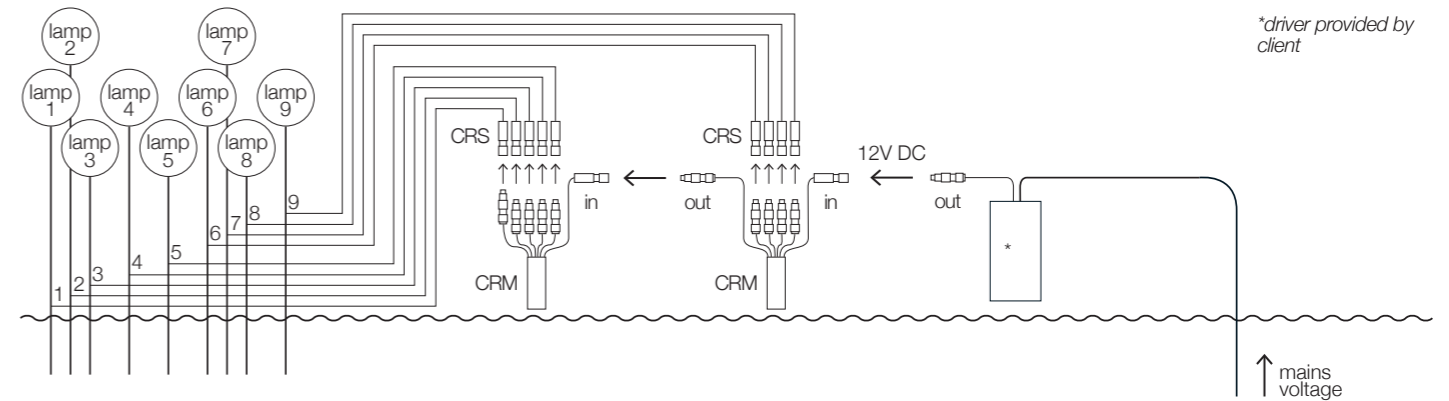 lamp
2
lamp
7
*driver provided by
client
lamp
1
lamp
4
lamp
6
lamp
9
lamp
3
lamp
5
lamp
8
CRS
CRS
12V DC
in
out
in
out
9
8
7
6
5
4
3
2
1
*
CRM
CRM
mains
voltage